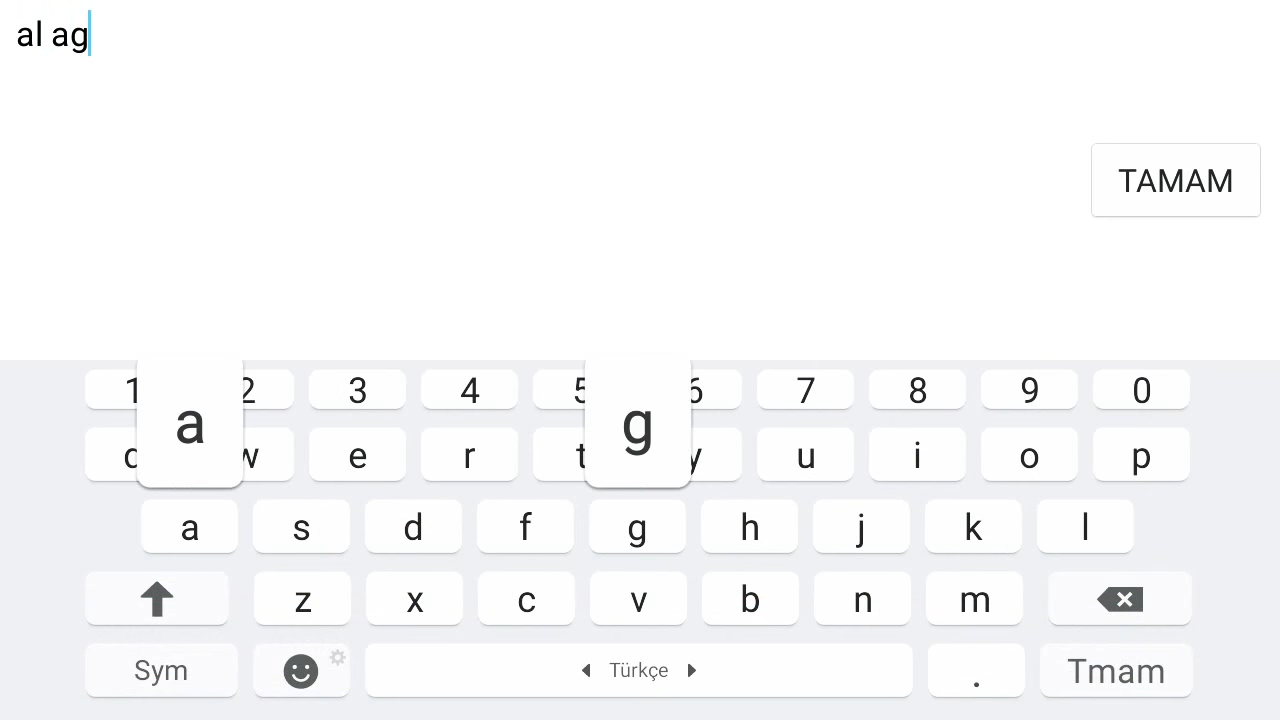 al ag
TAMAM
1 2 3 4 5 6 7 8 9 0
a g
q w e r t y u i o p
a s d f g h j k l
z x c v b n m
Sym Türkçe . Tmam